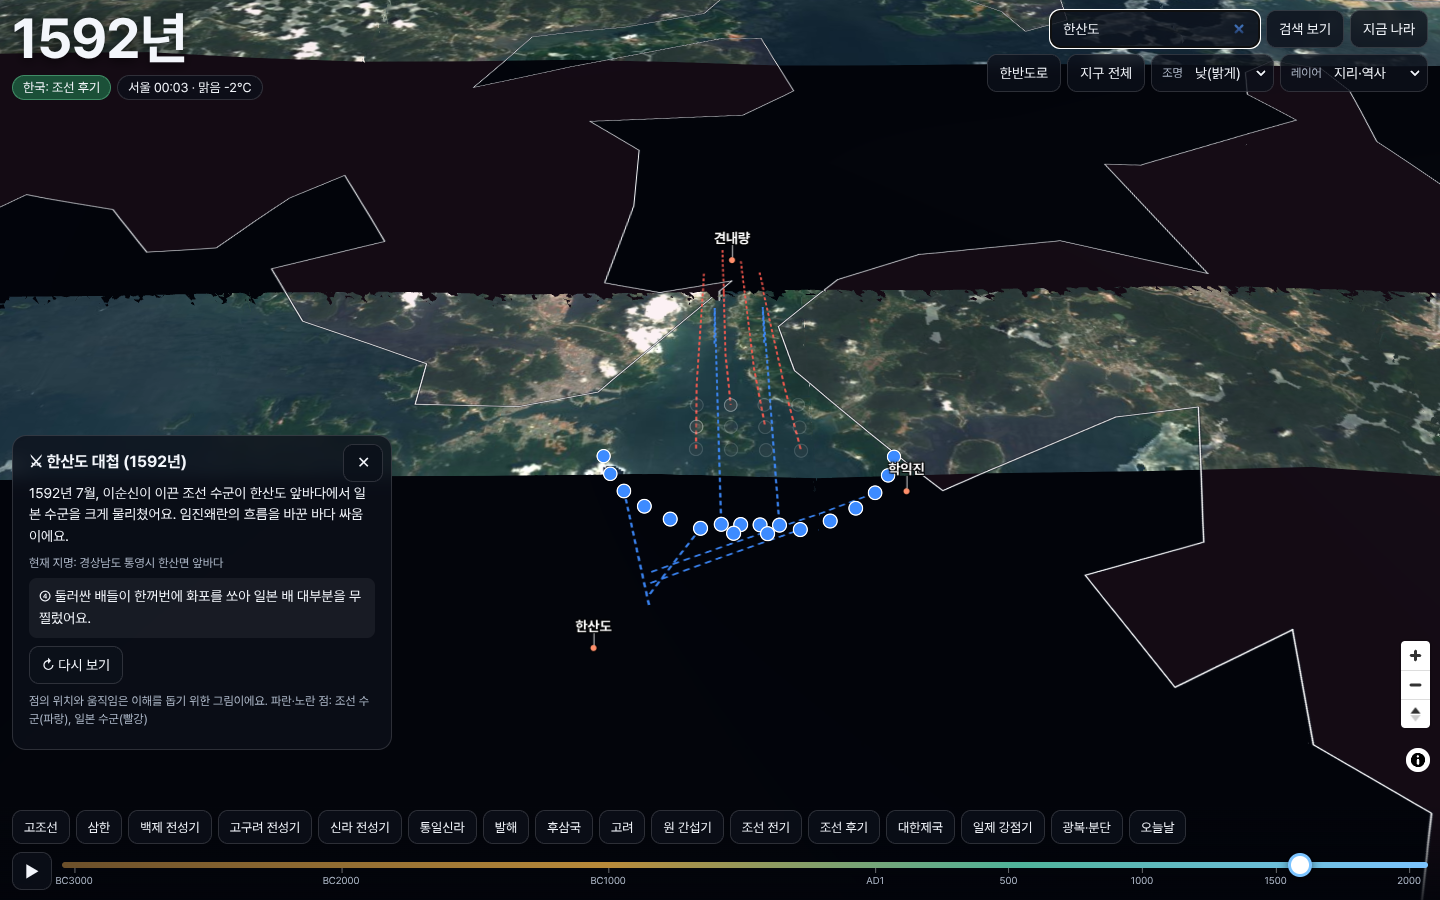 1592년
한국: 조선 후기
서울 00:03 · 맑음 -2°C
한산도
검색 보기
지금 나라
한반도로
지구 전체
조명 낮(밝게)
레이어 지리·역사
견내량
학익진
한산도
⚔ 한산도 대첩 (1592년)
1592년 7월, 이순신이 이끈 조선 수군이 한산도 앞바다에서 일
본 수군을 크게 물리쳤어요. 임진왜란의 흐름을 바꾼 바다 싸움
이에요.
현재 지명: 경상남도 통영시 한산면 앞바다
④ 둘러싼 배들이 한꺼번에 화포를 쏘아 일본 배 대부분을 무
찔렀어요.
↻ 다시 보기
점의 위치와 움직임은 이해를 돕기 위한 그림이에요. 파란·노란 점: 조선 수
군(파랑), 일본 수군(빨강)
고조선
삼한
백제 전성기
고구려 전성기
신라 전성기
통일신라
발해
후삼국
고려
원 간섭기
조선 전기
조선 후기
대한제국
일제 강점기
광복·분단
오늘날
BC3000
BC2000
BC1000
AD1
500
1000
1500
2000